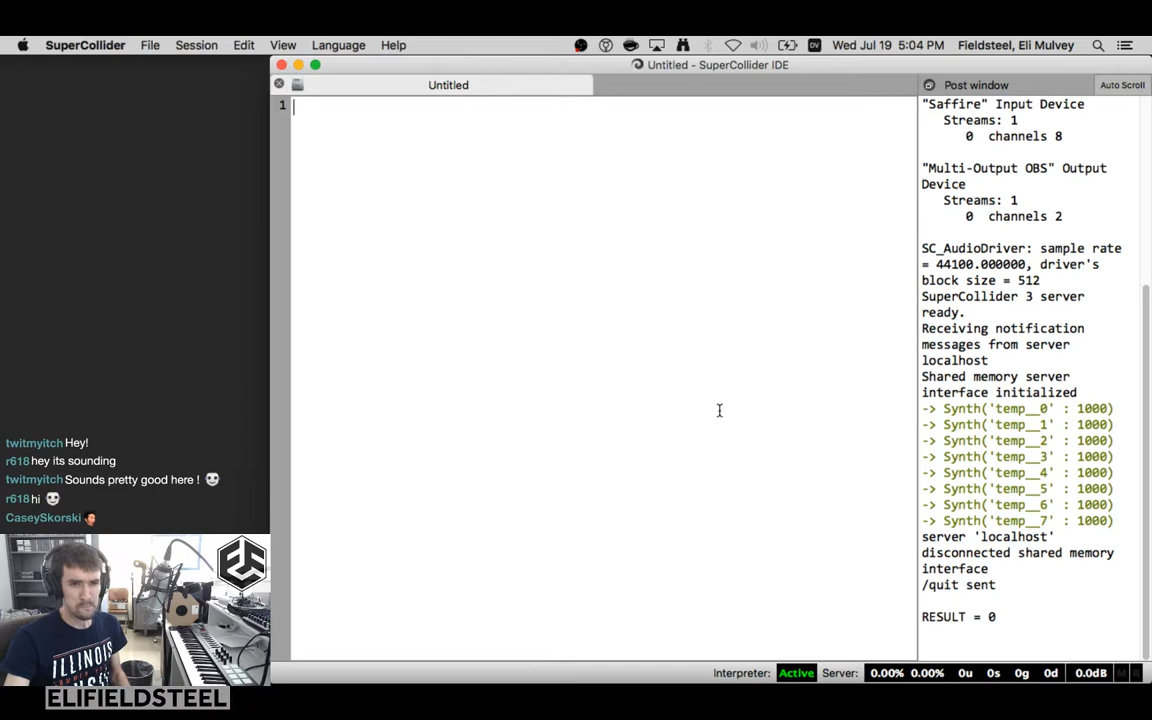 SuperCollider File Session Edit View Language Help Wed Jul 19 5:04 PM Fieldsteel, Eli Mulvey
Untitled - SuperCollider IDE
Untitled
Post window
Auto Scroll
1
"Saffire" Input Device
Streams: 1
0 channels 8
"Multi-Output OBS" Output
Device
Streams: 1
0 channels 2
SC_AudioDriver: sample rate
= 44100.000000, driver's
block size = 512
SuperCollider 3 server
ready.
Receiving notification
messages from server
localhost
Shared memory server
interface initialized
-> Synth('temp__0' : 1000)
-> Synth('temp__1' : 1000)
-> Synth('temp__2' : 1000)
-> Synth('temp__3' : 1000)
-> Synth('temp__4' : 1000)
-> Synth('temp__5' : 1000)
-> Synth('temp__6' : 1000)
-> Synth('temp__7' : 1000)
server 'localhost'
disconnected shared memory
interface
/quit sent
RESULT = 0
twitmyitch Hey!
r618 hey its sounding
twitmyitch Sounds pretty good here !
r618 hi
CaseySkorski
ILLINOIS
ELIFIELDSTEEL
Interpreter: Active Server: 0.00% 0.00% 0u 0s 0g 0d 0.0dB M